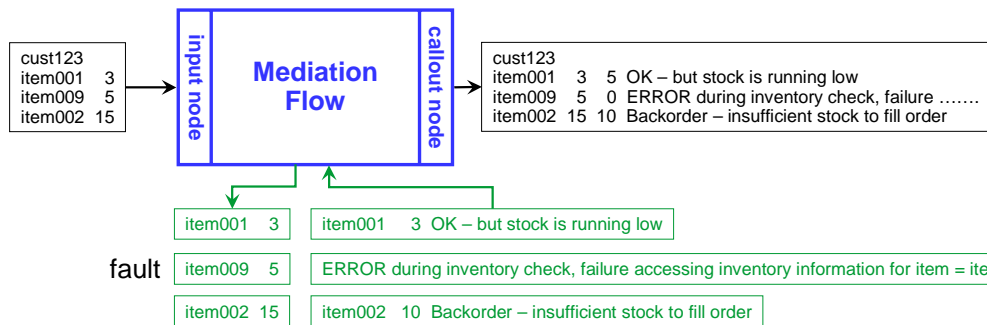 cust123
item001 3
item009 5
item002 15
input node
Mediation
Flow
callout node
cust123
item001 3 5 OK – but stock is running low
item009 5 0 ERROR during inventory check, failure …….
item002 15 10 Backorder – insufficient stock to fill order
item001 3
item001 3 OK – but stock is running low
fault
item009 5
ERROR during inventory check, failure accessing inventory information for item = ite
item002 15
item002 10 Backorder – insufficient stock to fill order